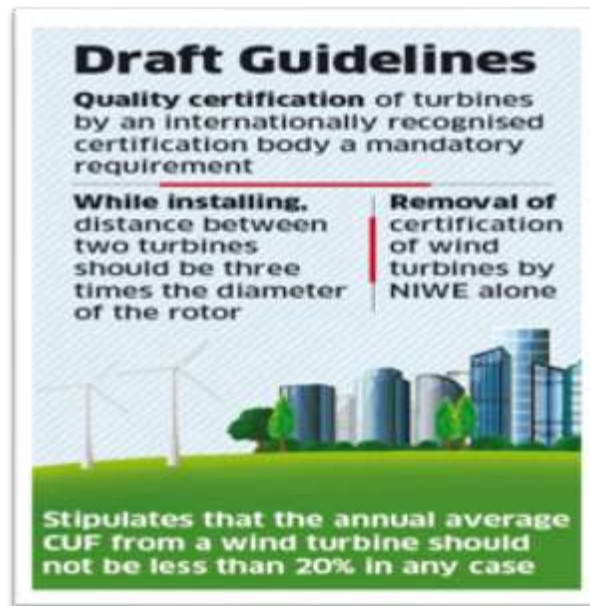 Draft Guidelines
Quality certification of turbines
by an internationally recognised
certification body a mandatory
requirement
While installing,
distance between
two turbines
should be three
times the diameter
of the rotor
Removal of
certification
of wind
turbines by
NIWE alone
Stipulates that the annual average
CUF from a wind turbine should
not be less than 20% in any case